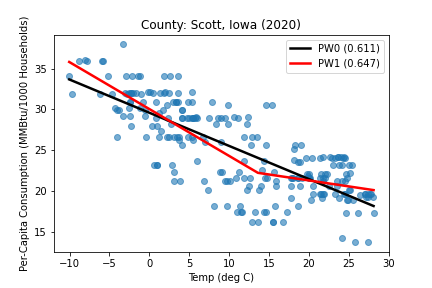 County: Scott, Iowa (2020)
Per-Capita Consumption (MMBtu/1000 Households)
35
30
25
20
15
PW0 (0.611)
PW1 (0.647)
−10 −5 0 5 10 15 20 25 30
Temp (deg C)